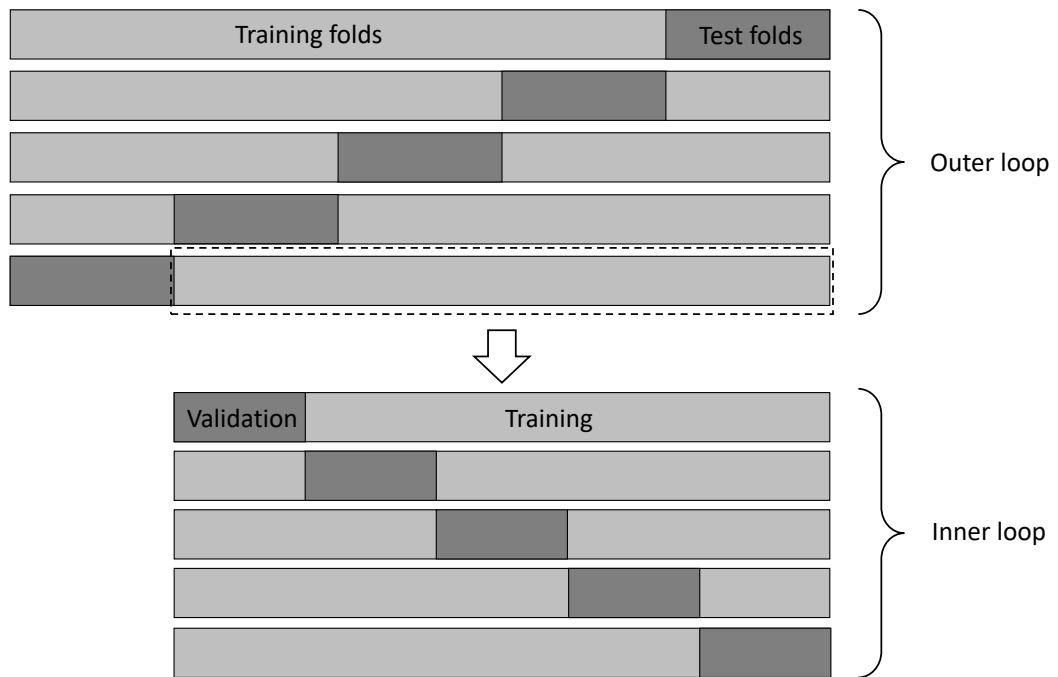 Training folds
Test folds
Outer loop
Validation
Training
Inner loop